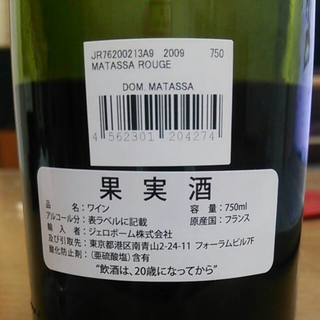 JR76200213A9 2009 750
MATASSA ROUGE
DOM. MATASSA
4 562301 204274
果実酒
品名:ワイン 容量:750ml
アルコール分:表ラベルに記載 原産国:フランス
輸入者:ジェロボーム株式会社
及び引取先:東京都港区南青山2-24-11 フォーラムビル7F
酸化防止剤:(亜硫酸塩)含有
"飲酒は、20歳になってから"